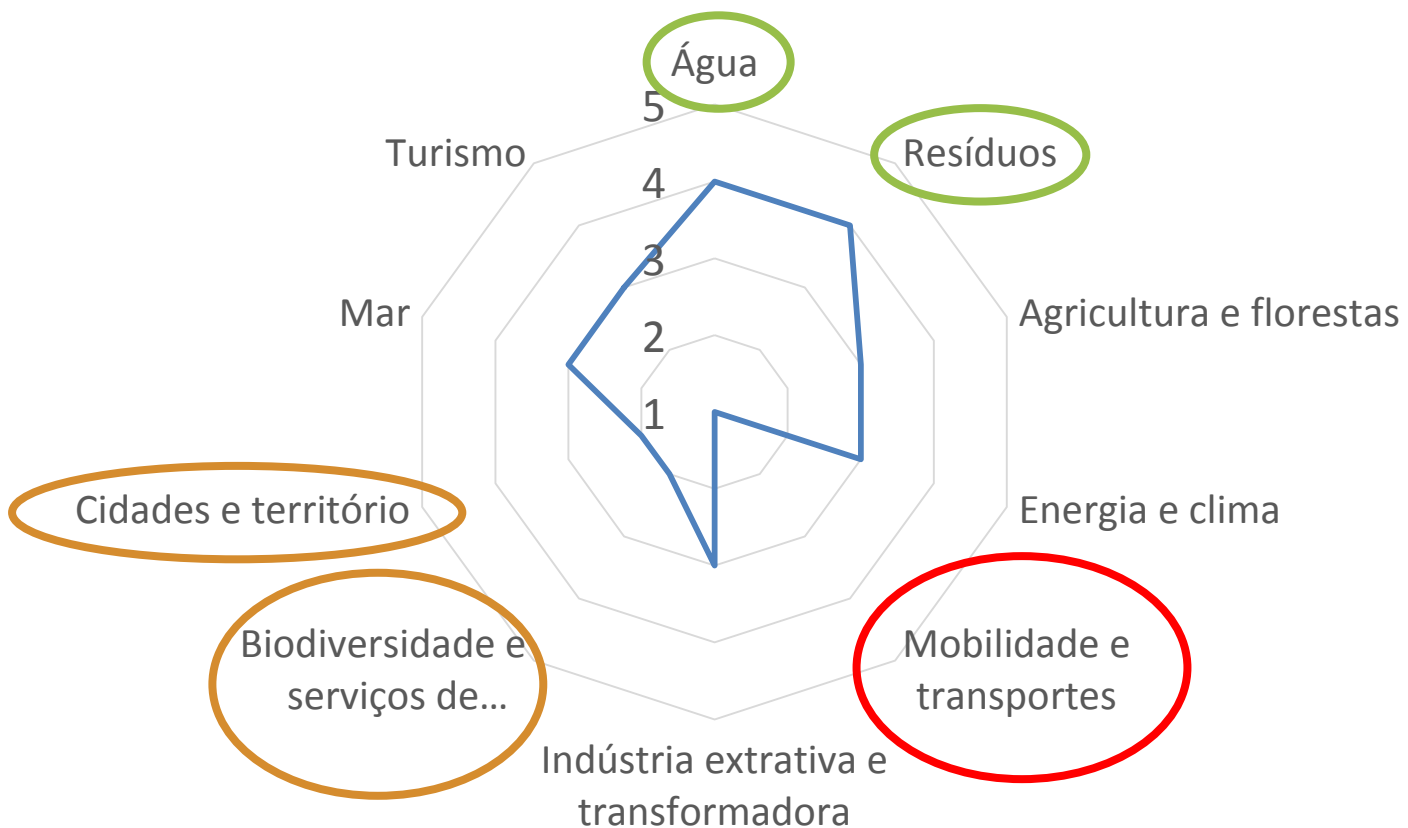 Água
5
Turismo
Resíduos
4
3
Mar
Agricultura e florestas
2
1
Cidades e território
Energia e clima
Biodiversidade e
serviços de...
Mobilidade e
transportes
Indústria extrativa e
transformadora